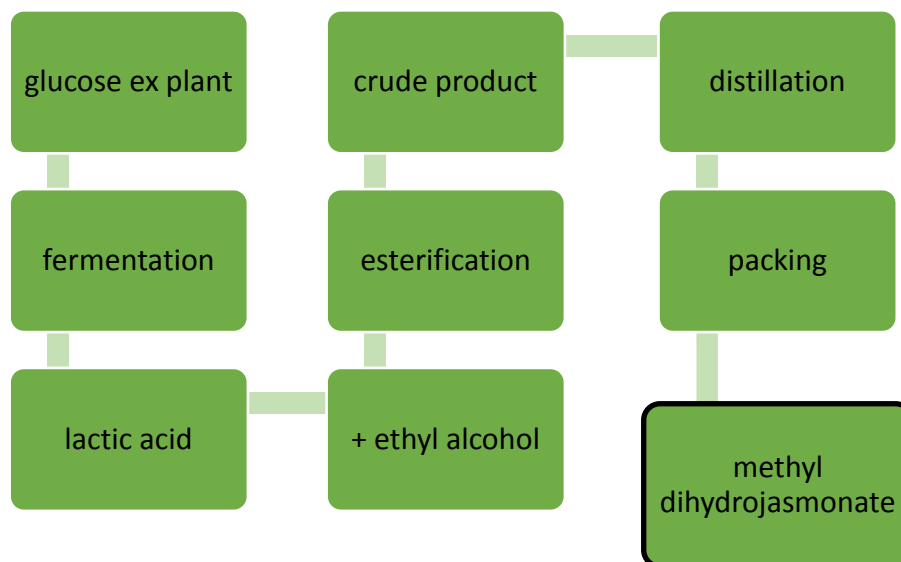 glucose ex plant
fermentation
lactic acid
+ ethyl alcohol
esterification
crude product
distillation
packing
methyl
dihydrojasmonate